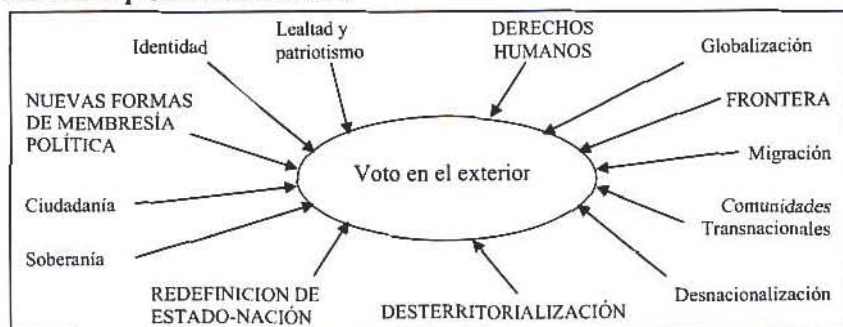 Identidad
Lealtad y
patriotismo
DERECHOS
HUMANOS
Globalización
NUEVAS FORMAS
DE MEMBRESÍA
POLÍTICA
FRONTERA
Voto en el exterior
Migración
Ciudadanía
Comunidades
Transnacionales
Soberanía
REDEFINICION DE
ESTADO-NACIÓN
DESTERRITORIALIZACIÓN
Desnacionalización